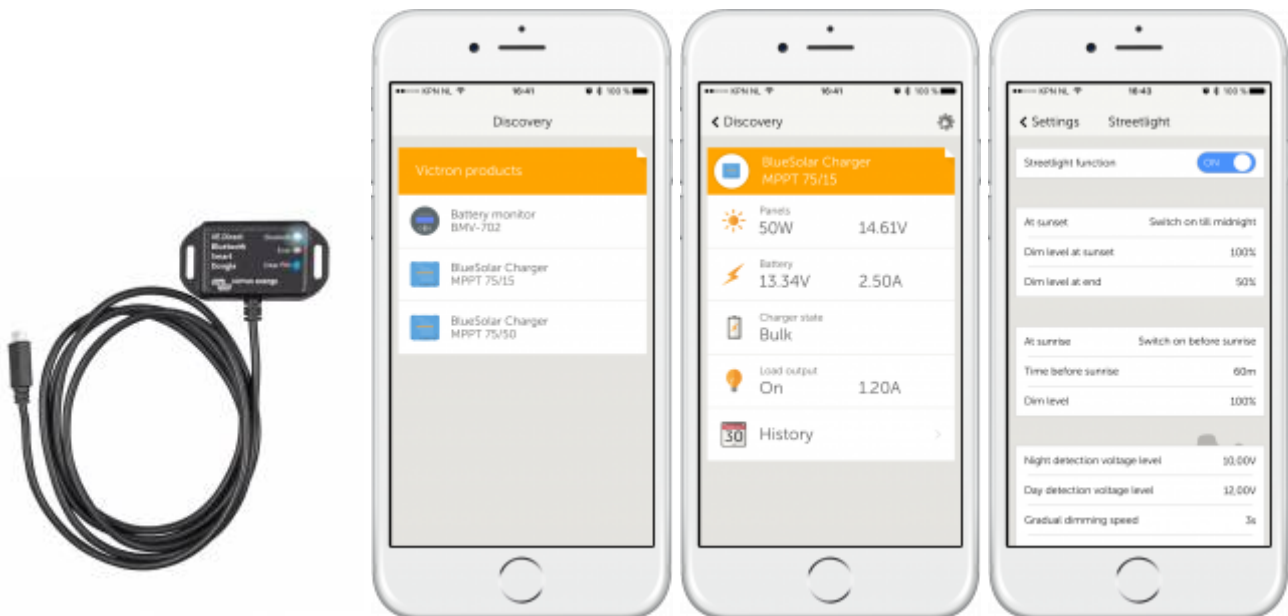 VE.Direct
Bluetooth
Smart
Dongle
Bluetooth
Error
Clear PIN
victron energy
KPN NL 16:41 100 %
Discovery
Victron products
Battery monitor
BMV-702
BlueSolar Charger
MPPT 75/15
BlueSolar Charger
MPPT 75/50
KPN NL 16:41 100 %
Discovery
BlueSolar Charger
MPPT 75/15
Panels
50W 14.61V
Battery
13.34V 2.50A
Charger state
Bulk
Load output
On 1.20A
30 History
KPN NL 16:43 100 %
Settings Streetlight
Streetlight function ON
At sunset Switch on till midnight
Dim level at sunset 100%
Dim level at end 50%
At sunrise Switch on before sunrise
Time before sunrise 60m
Dim level 100%
Night detection voltage level 10,00V
Day detection voltage level 12,00V
Gradual dimming speed 3s